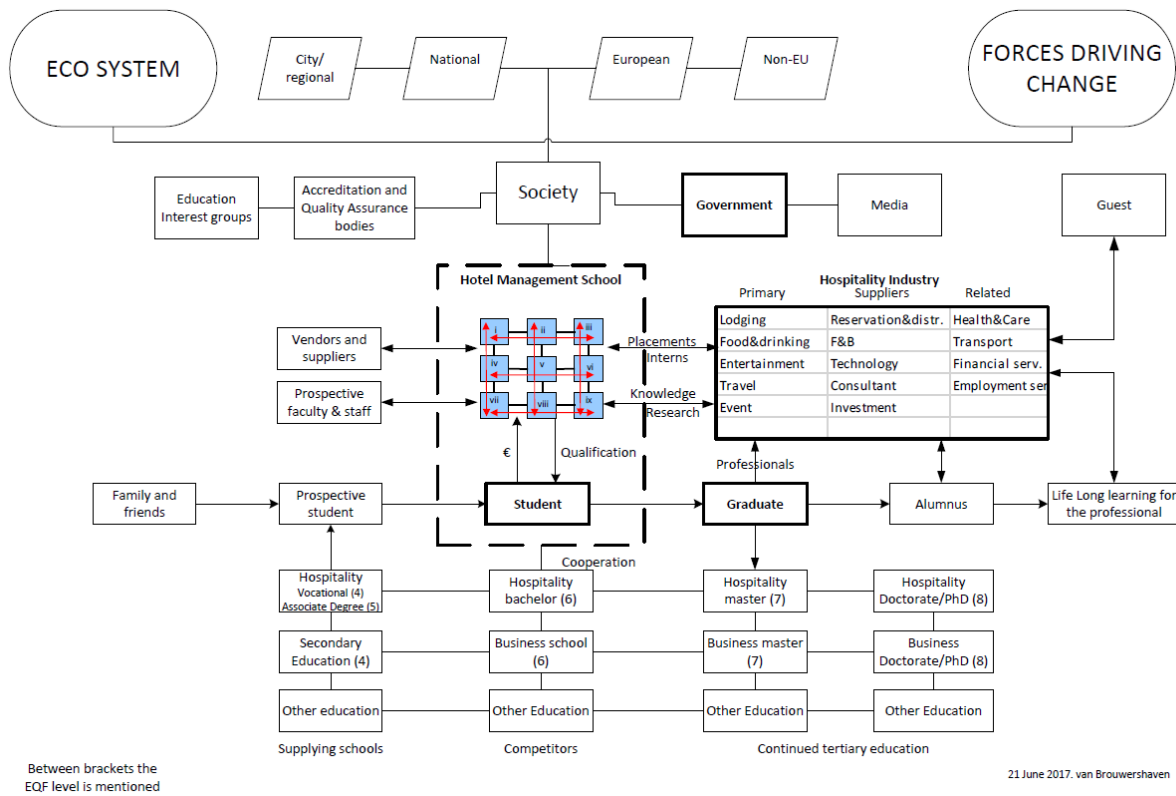 ECO SYSTEM
City/
regional
National
European
Non-EU
FORCES DRIVING
CHANGE
Education
Interest groups
Accreditation and
Quality Assurance
bodies
Society
Government
Media
Guest
Hotel Management School
Hospitality Industry
Primary
Suppliers
Related
Lodging
Reservation&distr.
Health&Care
Food&drinking
F&B
Transport
Entertainment
Technology
Financial serv.
Travel
Consultant
Employment ser
Event
Investment
i
ii
iii
iv
v
vi
vii
viii
ix
Vendors and
suppliers
Prospective
faculty & staff
Placements
Interns
Knowledge
Research
€
Qualification
Professionals
Family and
friends
Prospective
student
Student
Graduate
Alumnus
Life Long learning for
the professional
Cooperation
Hospitality
Vocational (4)
Associate Degree (5)
Hospitality
bachelor (6)
Hospitality
master (7)
Hospitality
Doctorate/PhD (8)
Secondary
Education (4)
Business school
(6)
Business master
(7)
Business
Doctorate/PhD (8)
Other education
Other Education
Other Education
Other Education
Supplying schools
Competitors
Continued tertiary education
Between brackets the
EQF level is mentioned
21 June 2017. van Brouwershaven